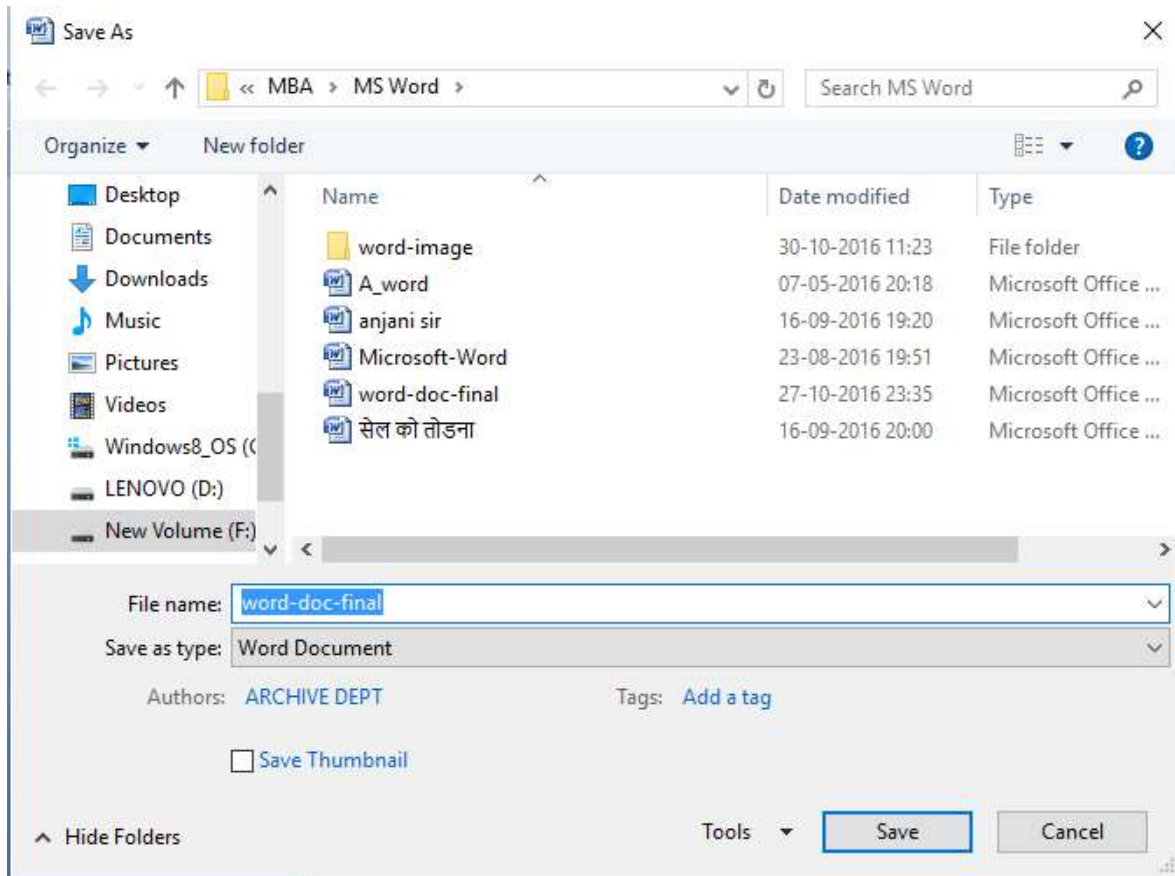 Save As
« MBA > MS Word >
Search MS Word
Organize
New folder
Desktop
Documents
Downloads
Music
Pictures
Videos
Windows8_OS (C
LENOVO (D:)
New Volume (F:)
Name Date modified Type
word-image 30-10-2016 11:23 File folder
A_word 07-05-2016 20:18 Microsoft Office ...
anjani sir 16-09-2016 19:20 Microsoft Office ...
Microsoft-Word 23-08-2016 19:51 Microsoft Office ...
word-doc-final 27-10-2016 23:35 Microsoft Office ...
सेल को तोडना 16-09-2016 20:00 Microsoft Office ...
File name: word-doc-final
Save as type: Word Document
Authors: ARCHIVE DEPT Tags: Add a tag
Save Thumbnail
Hide Folders
Tools Save Cancel